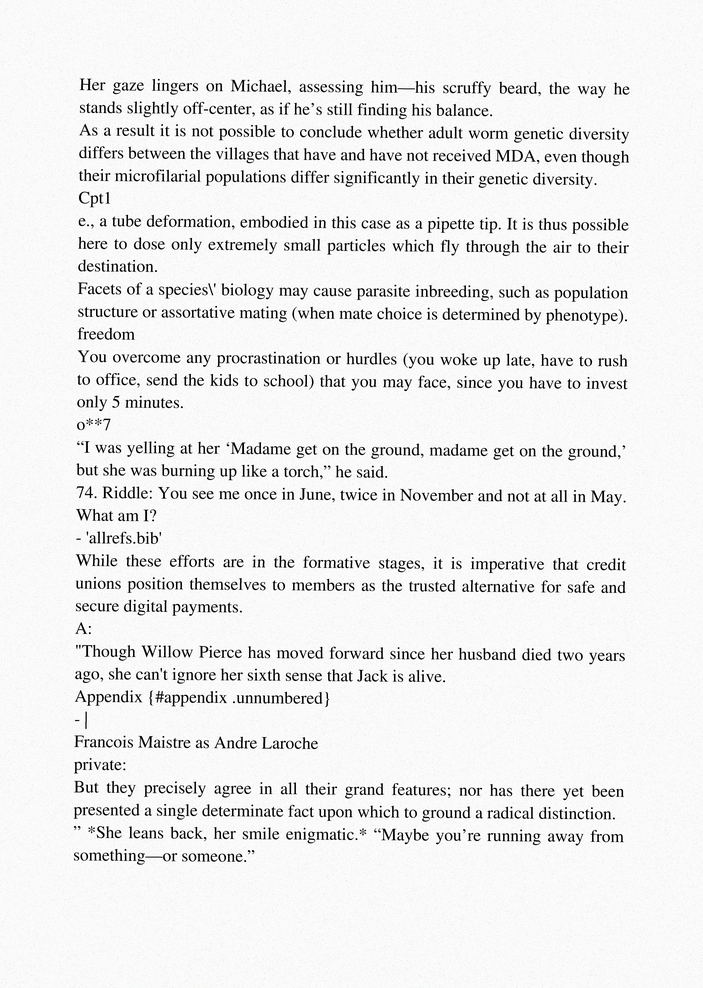 Her gaze lingers on Michael, assessing him—his scruffy beard, the way he
stands slightly off-center, as if he’s still finding his balance.
As a result it is not possible to conclude whether adult worm genetic diversity
differs between the villages that have and have not received MDA, even though
their microfilarial populations differ significantly in their genetic diversity.
Cpt1
e., a tube deformation, embodied in this case as a pipette tip. It is thus possible
here to dose only extremely small particles which fly through the air to their
destination.
Facets of a species\' biology may cause parasite inbreeding, such as population
structure or assortative mating (when mate choice is determined by phenotype).
freedom
You overcome any procrastination or hurdles (you woke up late, have to rush
to office, send the kids to school) that you may face, since you have to invest
only 5 minutes.
o**7
“I was yelling at her ‘Madame get on the ground, madame get on the ground,’
but she was burning up like a torch,” he said.
74. Riddle: You see me once in June, twice in November and not at all in May.
What am I?
- 'allrefs.bib'
While these efforts are in the formative stages, it is imperative that credit
unions position themselves to members as the trusted alternative for safe and
secure digital payments.
A:
"Though Willow Pierce has moved forward since her husband died two years
ago, she can't ignore her sixth sense that Jack is alive.
Appendix {#appendix .unnumbered}
- |
Francois Maistre as Andre Laroche
private:
But they precisely agree in all their grand features; nor has there yet been
presented a single determinate fact upon which to ground a radical distinction.
” *She leans back, her smile enigmatic.* “Maybe you’re running away from
something—or someone.”